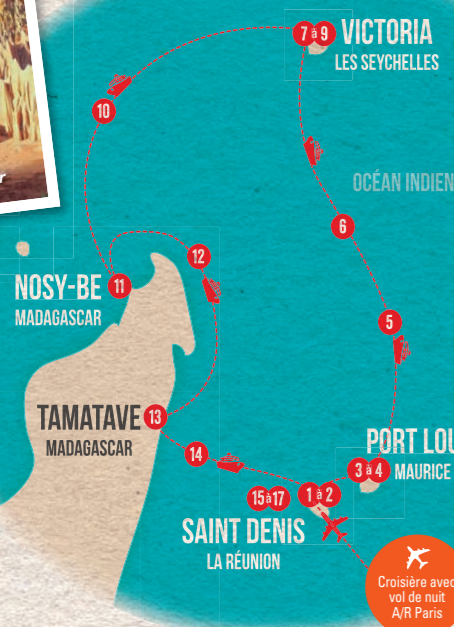 7 à 9
VICTORIA
LES SEYCHELLES
10
OCÉAN INDIEN
6
12
NOSY-BE
11
MADAGASCAR
5
TAMATAVE
13
MADAGASCAR
14
PORT LOU
3 à 4
MAURICE
15 à 17
1 à 2
SAINT DENIS
LA RÉUNION
Croisière avec
vol de nuit
A/R Paris